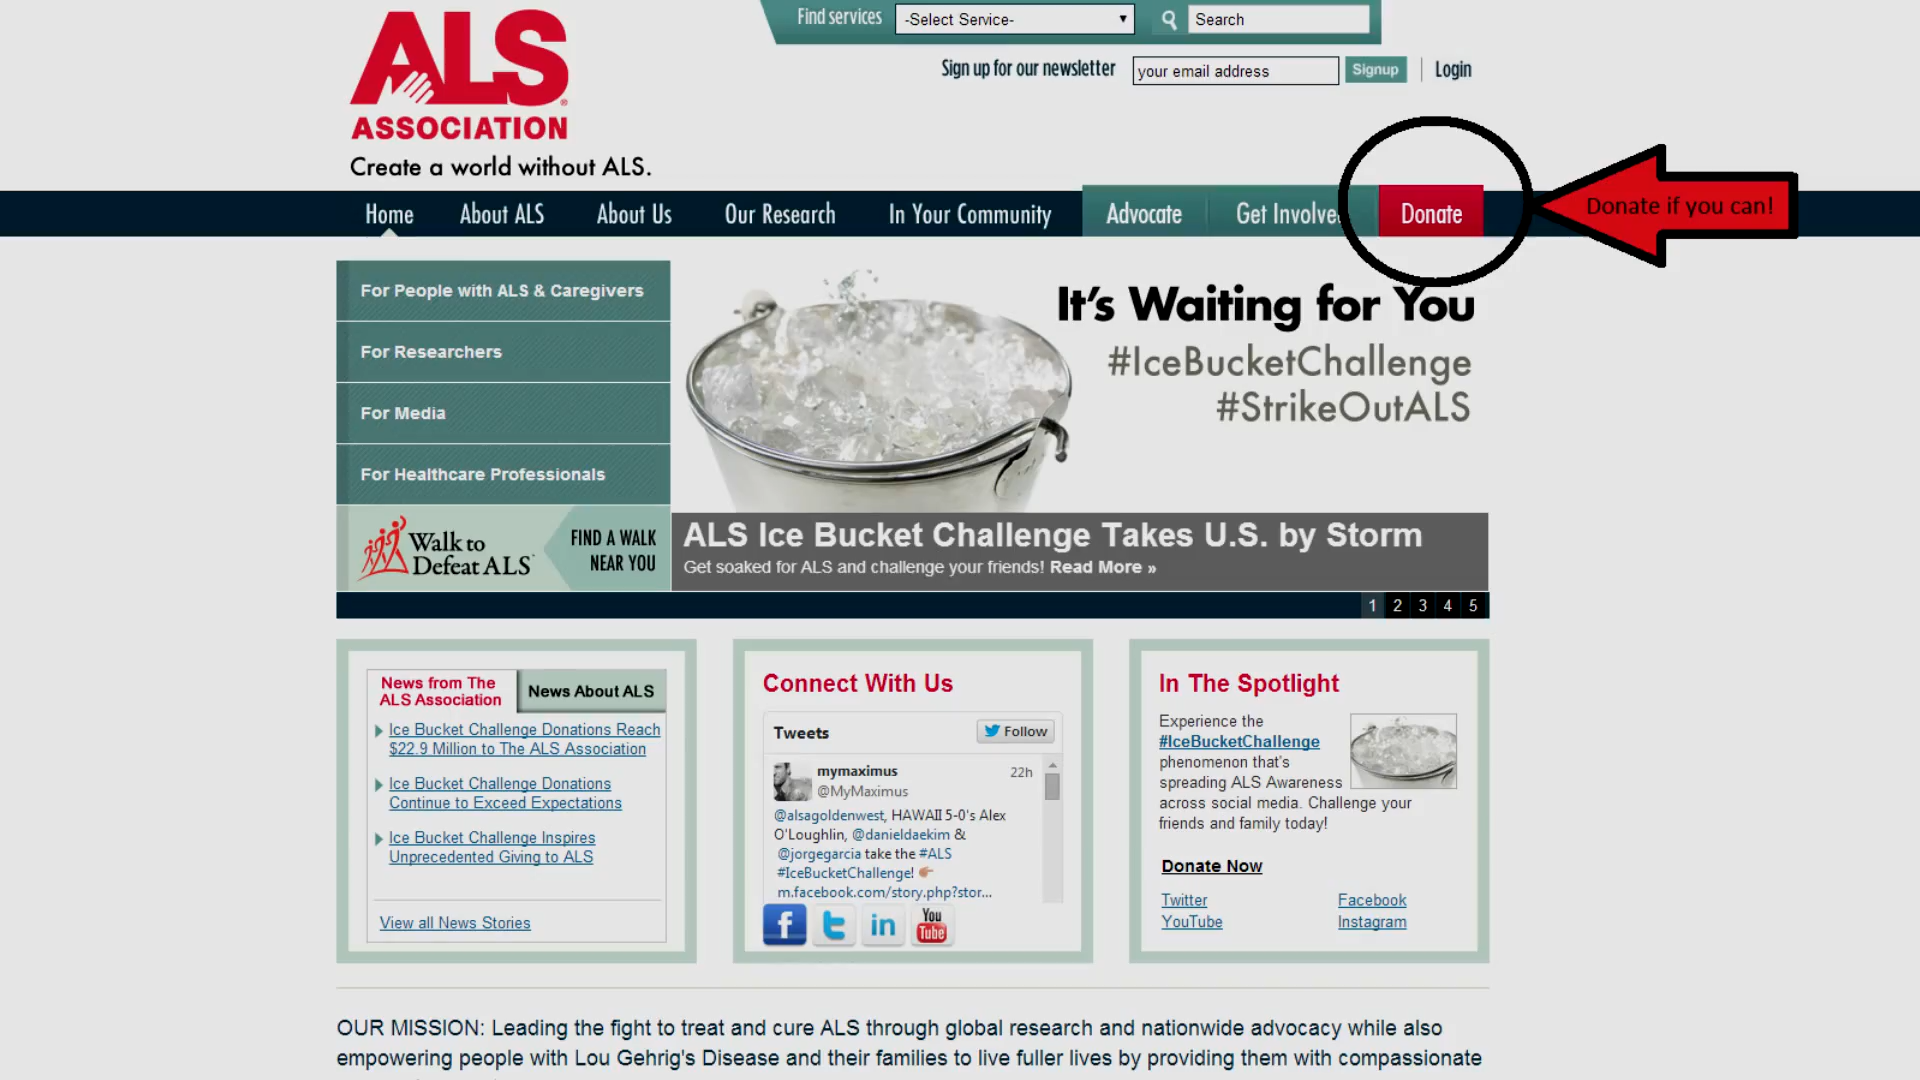 ALS
ASSOCIATION
Create a world without ALS.
Find services
-Select Service-
Search
Sign up for our newsletter
your email address
Signup
Login
Home
About ALS
About Us
Our Research
In Your Community
Advocate
Get Involve
Donate
Donate if you can!
For People with ALS & Caregivers
For Researchers
For Media
For Healthcare Professionals
Walk to
Defeat ALS
FIND A WALK
NEAR YOU
It's Waiting for You
#IceBucketChallenge
#StrikeOutALS
ALS Ice Bucket Challenge Takes U.S. by Storm
Get soaked for ALS and challenge your friends! Read More »
1 2 3 4 5
News from The
ALS Association
News About ALS
Ice Bucket Challenge Donations Reach
$22.9 Million to The ALS Association
Ice Bucket Challenge Donations
Continue to Exceed Expectations
Ice Bucket Challenge Inspires
Unprecedented Giving to ALS
View all News Stories
Connect With Us
Tweets
Follow
mymaximus
22h
@MyMaximus
@alsagoldenwest, HAWAII 5-0's Alex
O'Loughlin, @danieldaekim &
@jorgegarcia take the #ALS
#IceBucketChallenge!
m.facebook.com/story.php?stor...
f
t
in
You
Tube
In The Spotlight
Experience the
#IceBucketChallenge
phenomenon that's
spreading ALS Awareness
across social media. Challenge your
friends and family today!
Donate Now
Twitter
Facebook
YouTube
Instagram
OUR MISSION: Leading the fight to treat and cure ALS through global research and nationwide advocacy while also
empowering people with Lou Gehrig's Disease and their families to live fuller lives by providing them with compassionate